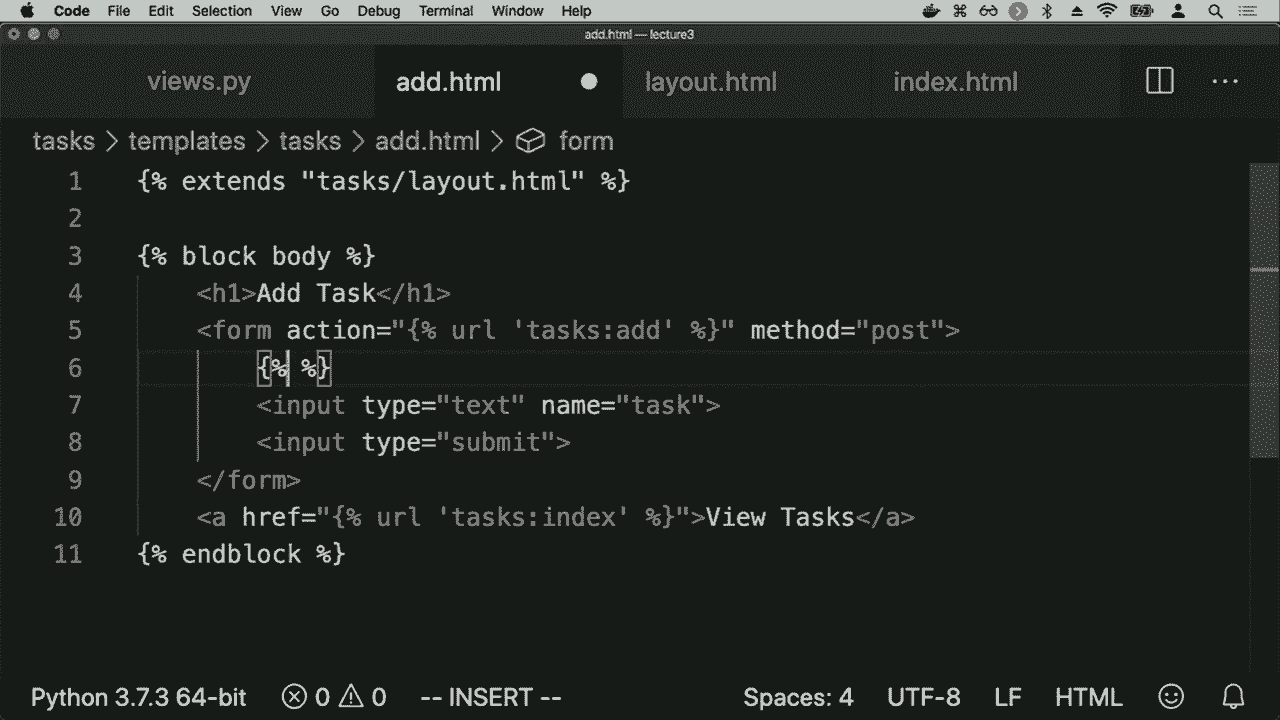 Code File Edit Selection View Go Debug Terminal Window Help
add.html — lecture3
views.py add.html layout.html index.html
tasks > templates > tasks > add.html > form
1 {% extends "tasks/layout.html" %}
2
3 {% block body %}
4 <h1>Add Task</h1>
5 <form action="{% url 'tasks:add' %}" method="post">
6 {% %}
7 <input type="text" name="task">
8 <input type="submit">
9 </form>
10 <a href="{% url 'tasks:index' %}">View Tasks</a>
11 {% endblock %}
Python 3.7.3 64-bit 0 0 -- INSERT -- Spaces: 4 UTF-8 LF HTML